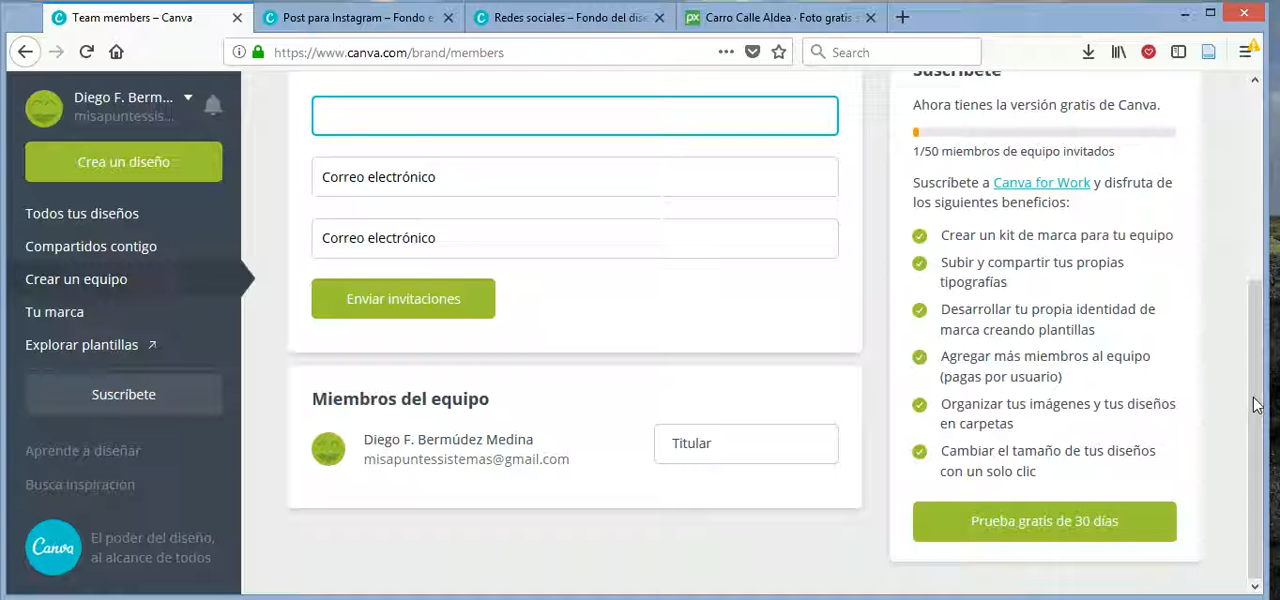 Team members – Canva
Post para Instagram – Fondo e
Redes sociales – Fondo del dise
px
Carro Calle Aldea · Foto gratis
https://www.canva.com/brand/members
Search
Diego F. Berm...
misapuntessis...
Crea un diseño
Todos tus diseños
Compartidos contigo
Crear un equipo
Tu marca
Explorar plantillas
Suscríbete
Aprende a diseñar
Busca inspiración
Canva
El poder del diseño,
al alcance de todos
Correo electrónico
Correo electrónico
Enviar invitaciones
Miembros del equipo
Diego F. Bermúdez Medina
misapuntessistemas@gmail.com
Titular
Suscríbete
Ahora tienes la versión gratis de Canva.
1/50 miembros de equipo invitados
Suscríbete a Canva for Work y disfruta de
los siguientes beneficios:
Crear un kit de marca para tu equipo
Subir y compartir tus propias
tipografías
Desarrollar tu propia identidad de
marca creando plantillas
Agregar más miembros al equipo
(pagas por usuario)
Organizar tus imágenes y tus diseños
en carpetas
Cambiar el tamaño de tus diseños
con un solo clic
Prueba gratis de 30 días